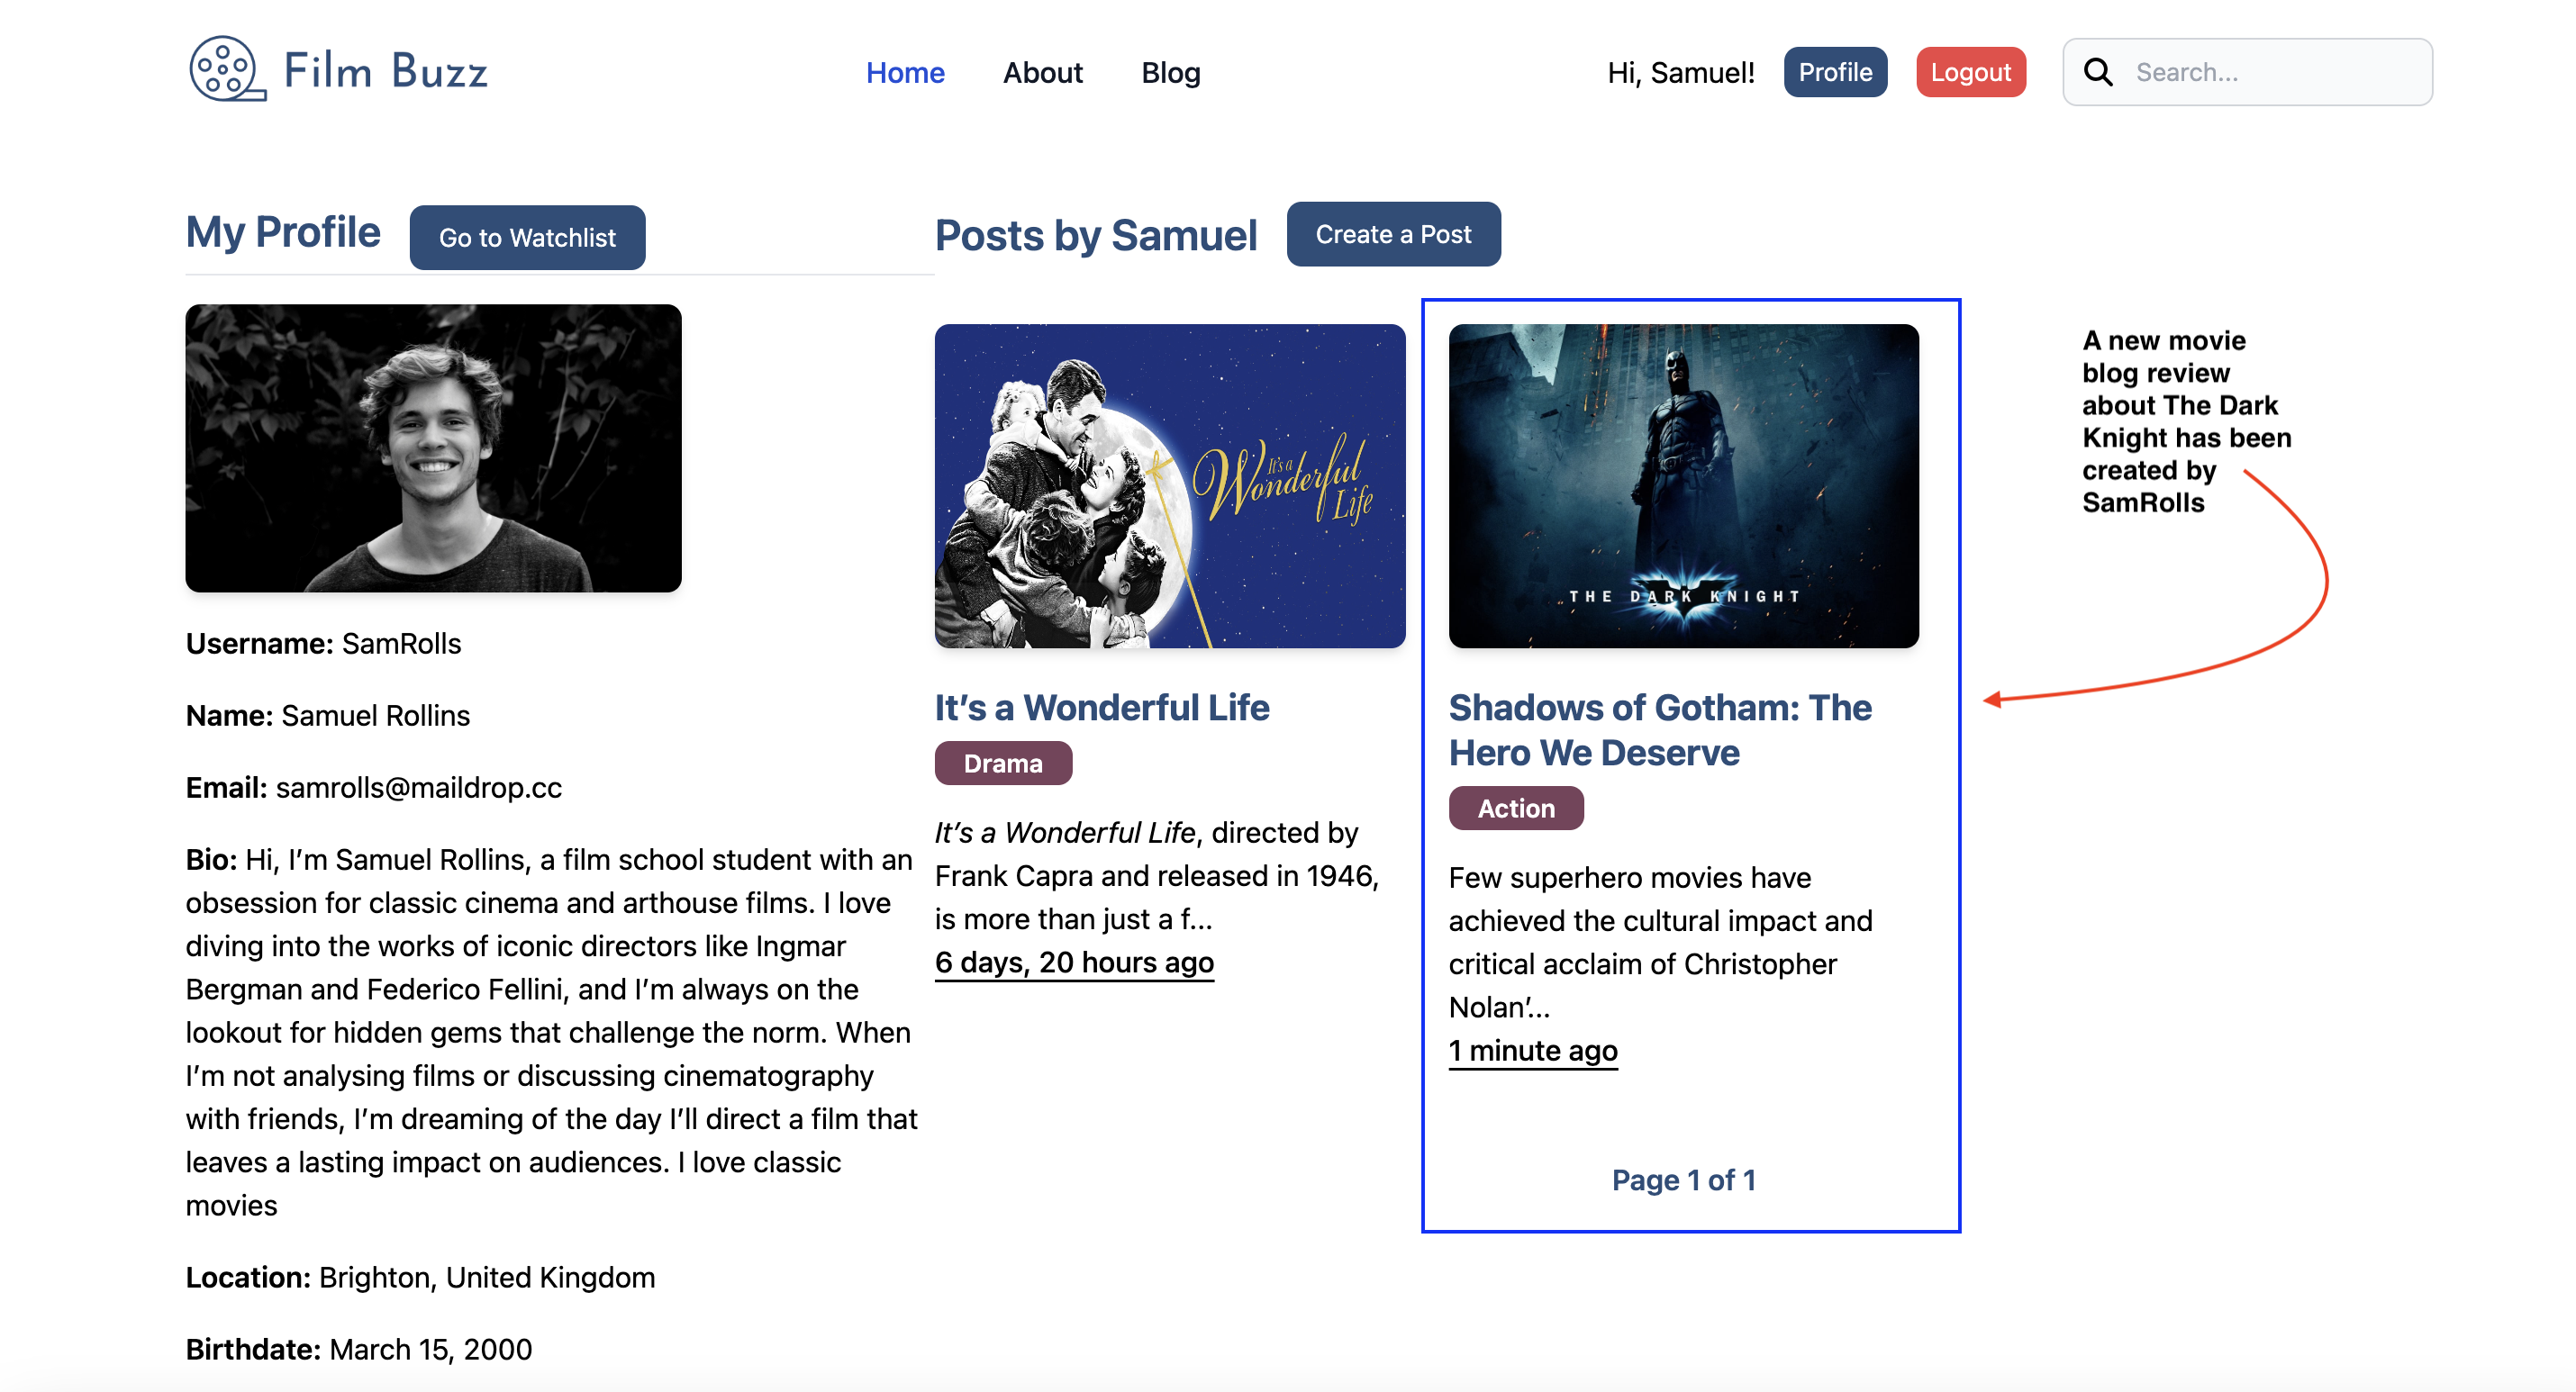 Film Buzz
Home
About
Blog
Hi, Samuel!
Profile
Logout
Search...
My Profile
Go to Watchlist
Username: SamRolls
Name: Samuel Rollins
Email: samrolls@maildrop.cc
Bio: Hi, I’m Samuel Rollins, a film school student with an
obsession for classic cinema and arthouse films. I love
diving into the works of iconic directors like Ingmar
Bergman and Federico Fellini, and I’m always on the
lookout for hidden gems that challenge the norm. When
I’m not analysing films or discussing cinematography
with friends, I’m dreaming of the day I’ll direct a film that
leaves a lasting impact on audiences. I love classic
movies
Location: Brighton, United Kingdom
Birthdate: March 15, 2000
Posts by Samuel
Create a Post
It's a
Wonderful
Life
It’s a Wonderful Life
Drama
It’s a Wonderful Life, directed by
Frank Capra and released in 1946,
is more than just a f...
6 days, 20 hours ago
THE DARK KNIGHT
Shadows of Gotham: The
Hero We Deserve
Action
Few superhero movies have
achieved the cultural impact and
critical acclaim of Christopher
Nolan’...
1 minute ago
Page 1 of 1
A new movie
blog review
about The Dark
Knight has been
created by
SamRolls